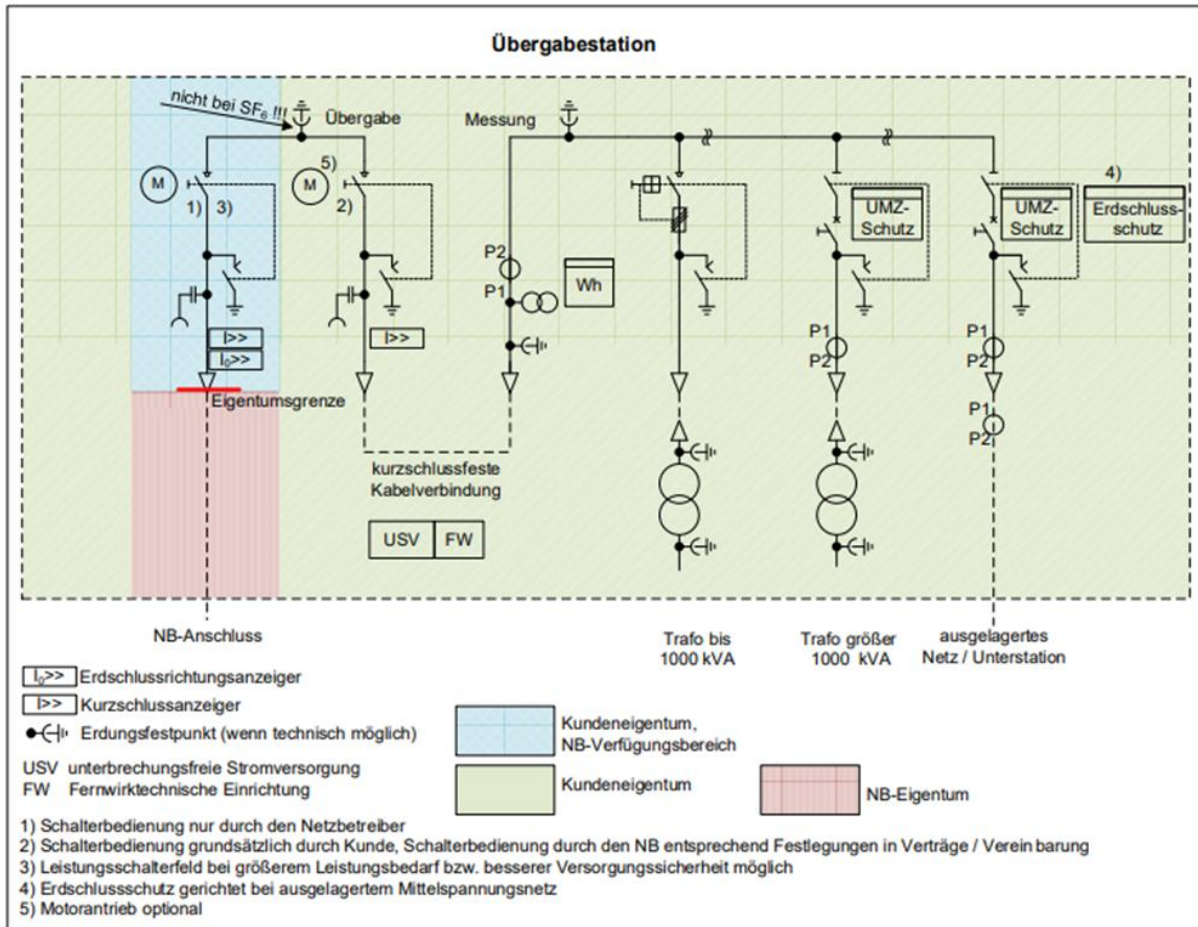 Übergabestation
nicht bei SF₆ !!!
Übergabe
Messung
M
1) 3)
5)
M
2)
4)
UMZ-
Schutz
UMZ-
Schutz
Erdschluss-
schutz
P2
P1
Wh
I>>
I₀>>
I>>
P1
P2
P1
P2
P1
P2
Eigentumsgrenze
kurzschlussfeste
Kabelverbindung
USV FW
NB-Anschluss
Trafo bis
1000 kVA
Trafo größer
1000 kVA
ausgelagertes
Netz / Unterstation
I₀>> Erdschlussrichtungsanzeiger
I>> Kurzschlussanzeiger
Erdungsfestpunkt (wenn technisch möglich)
USV unterbrechungsfreie Stromversorgung
FW Fernwirktechnische Einrichtung
Kundeneigentum,
NB-Verfügungsbereich
Kundeneigentum
NB-Eigentum
1) Schalterbedienung nur durch den Netzbetreiber
2) Schalterbedienung grundsätzlich durch Kunde, Schalterbedienung durch den NB entsprechend Festlegungen in Verträge / Verein barung
3) Leistungsschalterfeld bei größerem Leistungsbedarf bzw. besserer Versorgungssicherheit möglich
4) Erdschlussschutz gerichtet bei ausgelagertem Mittelspannungsnetz
5) Motorantrieb optional